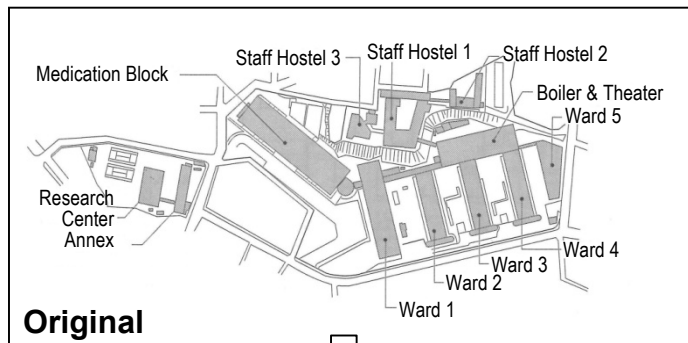 Staff Hostel 3
Staff Hostel 1
Staff Hostel 2
Medication Block
Boiler & Theater
Ward 5
Research
Center
Annex
Ward 4
Ward 3
Ward 2
Ward 1
Original